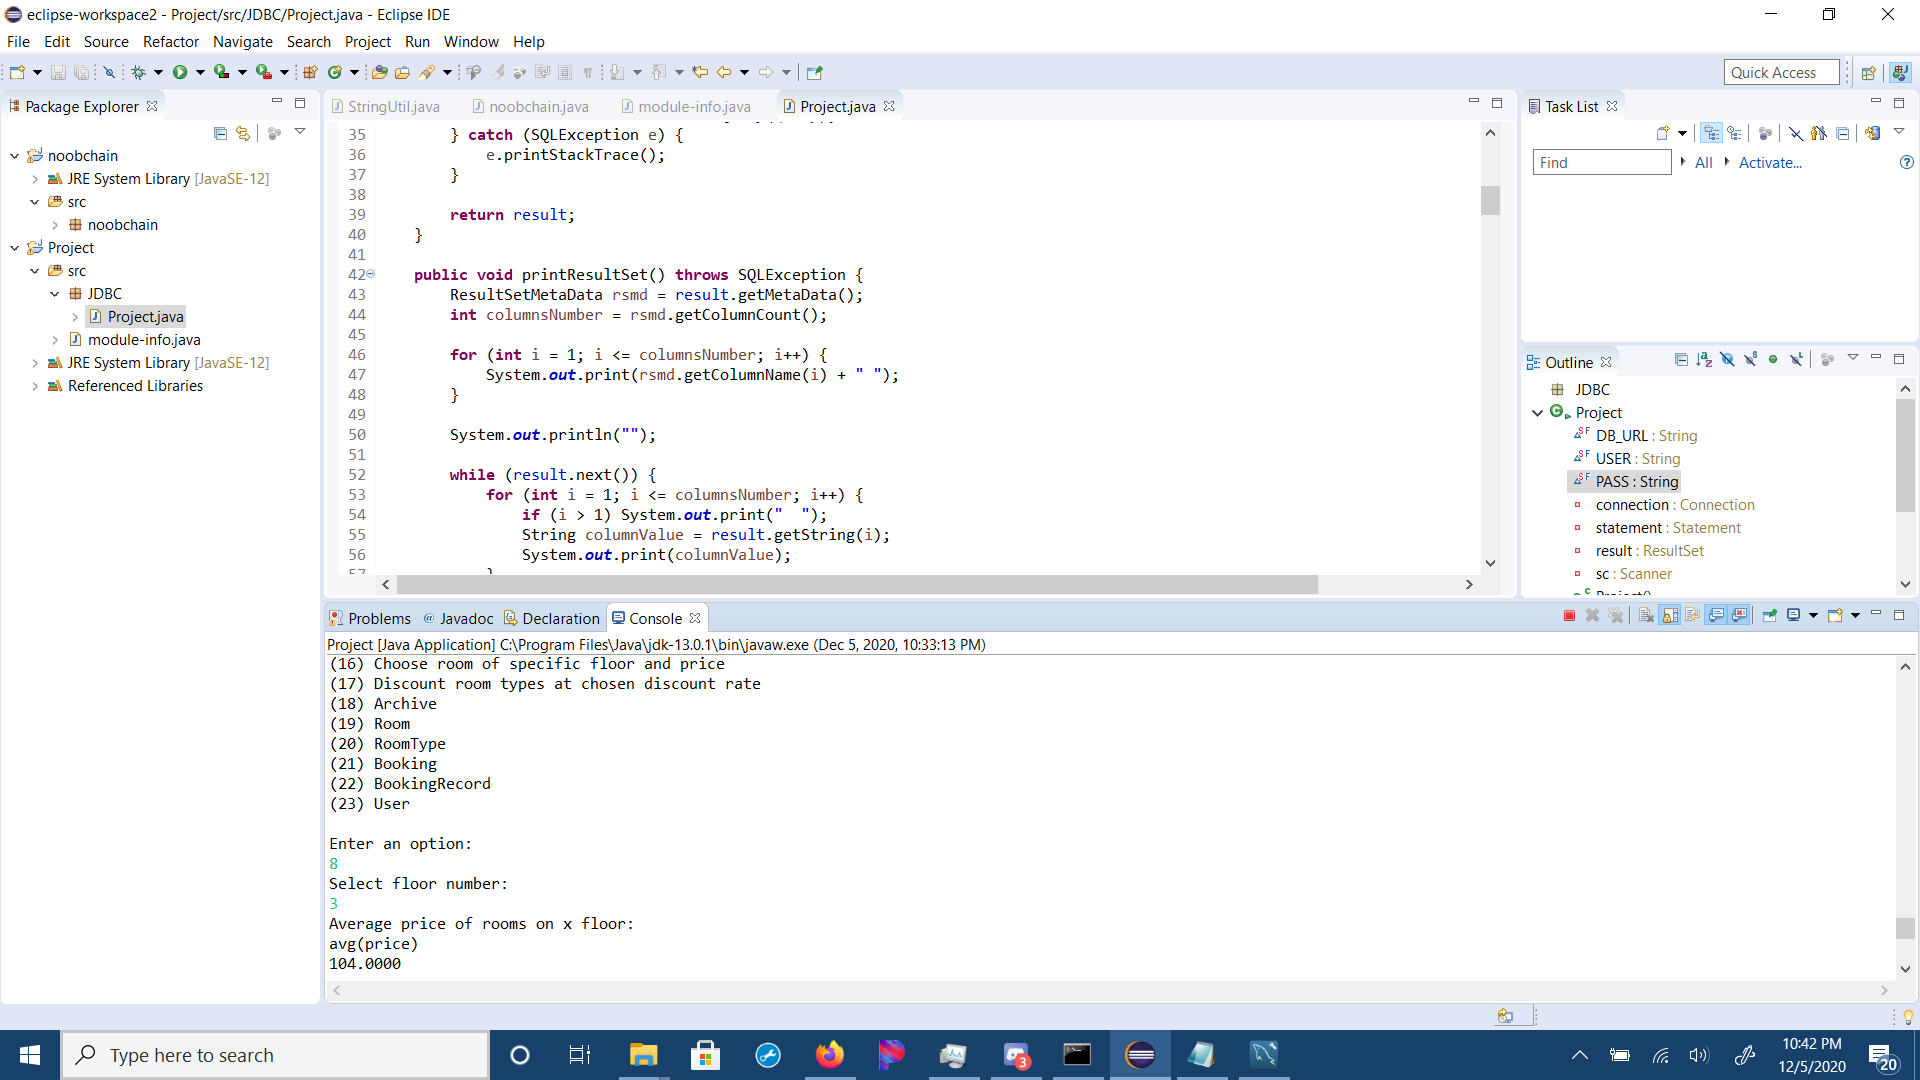 eclipse-workspace2 - Project/src/JDBC/Project.java - Eclipse IDE
File Edit Source Refactor Navigate Search Project Run Window Help
Quick Access
Package Explorer
noobchain
JRE System Library [JavaSE-12]
src
noobchain
Project
src
JDBC
Project.java
module-info.java
JRE System Library [JavaSE-12]
Referenced Libraries
StringUtil.java noobchain.java module-info.java Project.java
35 } catch (SQLException e) {
36 e.printStackTrace();
37 }
38
39 return result;
40 }
41
42 public void printResultSet() throws SQLException {
43 ResultSetMetaData rsmd = result.getMetaData();
44 int columnsNumber = rsmd.getColumnCount();
45
46 for (int i = 1; i <= columnsNumber; i++) {
47 System.out.print(rsmd.getColumnName(i) + " ");
48 }
49
50 System.out.println("");
51
52 while (result.next()) {
53 for (int i = 1; i <= columnsNumber; i++) {
54 if (i > 1) System.out.print("  ");
55 String columnValue = result.getString(i);
56 System.out.print(columnValue);
57 }
Task List
Find All Activate...
Outline
JDBC
Project
DB_URL : String
USER : String
PASS : String
connection : Connection
statement : Statement
result : ResultSet
sc : Scanner
Project()
Problems Javadoc Declaration Console
Project [Java Application] C:\Program Files\Java\jdk-13.0.1\bin\javaw.exe (Dec 5, 2020, 10:33:13 PM)
(16) Choose room of specific floor and price
(17) Discount room types at chosen discount rate
(18) Archive
(19) Room
(20) RoomType
(21) Booking
(22) BookingRecord
(23) User
Enter an option:
8
Select floor number:
3
Average price of rooms on x floor:
avg(price)
104.0000
Type here to search
3
10:42 PM
12/5/2020
20